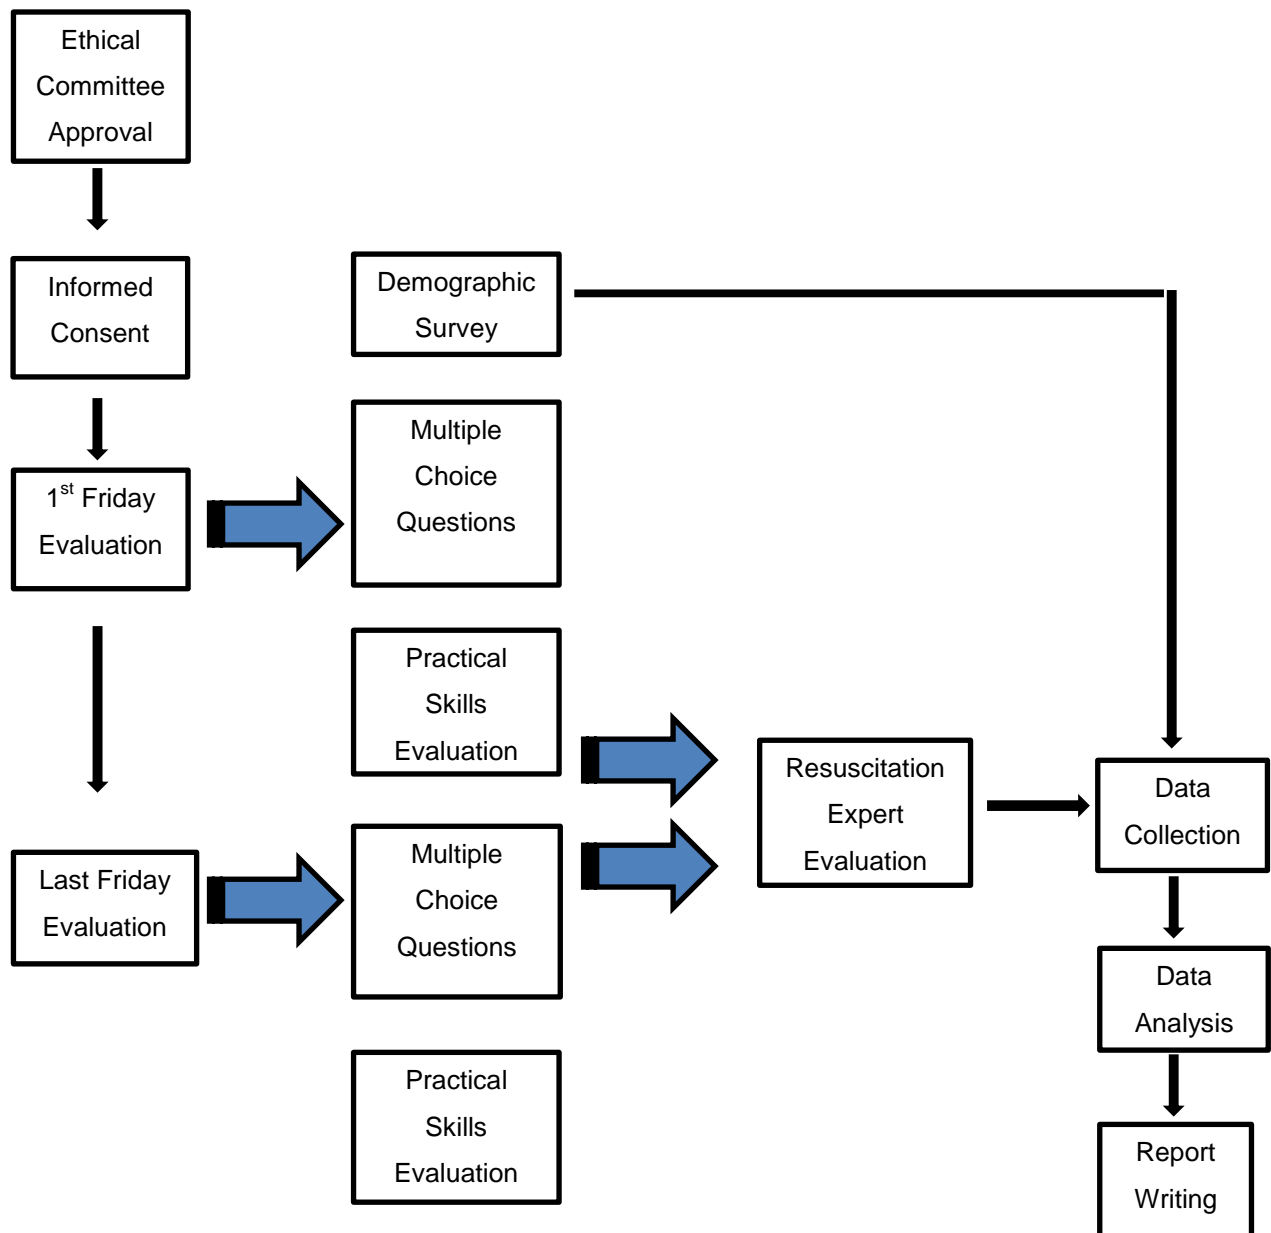 Ethical
Committee
Approval
Informed
Consent
1st Friday
Evaluation
Last Friday
Evaluation
Demographic
Survey
Multiple
Choice
Questions
Practical
Skills
Evaluation
Multiple
Choice
Questions
Practical
Skills
Evaluation
Resuscitation
Expert
Evaluation
Data
Collection
Data
Analysis
Report
Writing